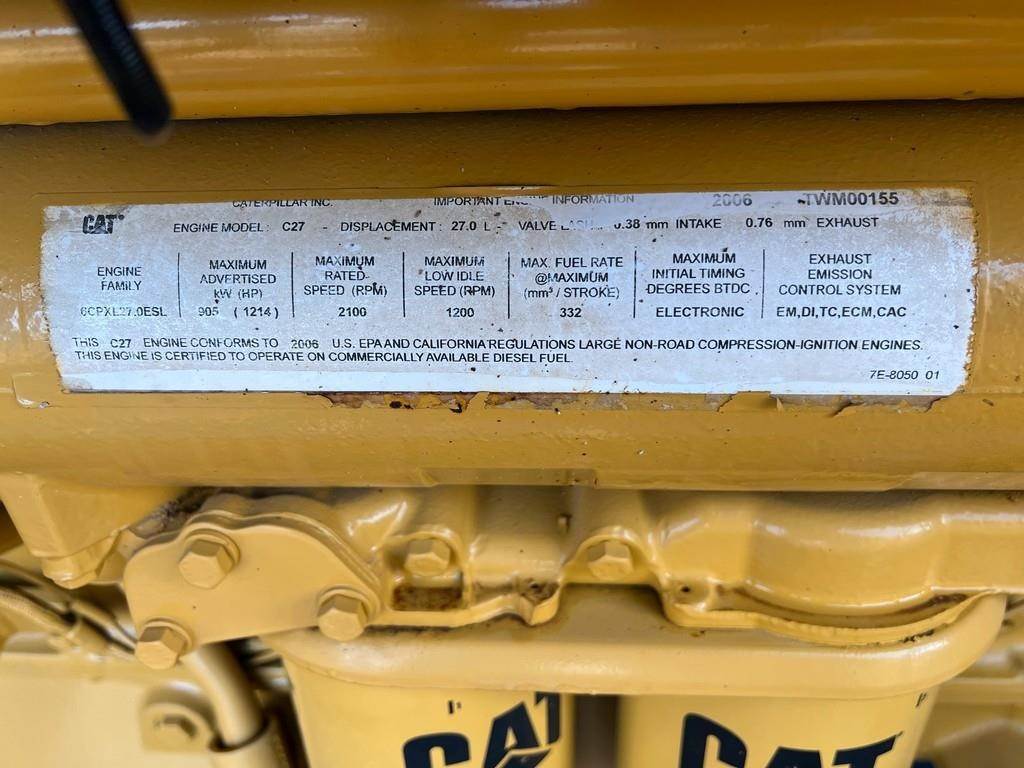 CATERPILLAR INC. IMPORTANT ENGINE INFORMATION 2006 TWM00155
CAT
ENGINE MODEL: C27 - DISPLACEMENT: 27.0 L - VALVE 0.38 mm INTAKE 0.76 mm EXHAUST
ENGINE FAMILY
6CPXL27.0ESL
MAXIMUM ADVERTISED kW (HP)
905 (1214)
MAXIMUM RATED SPEED (RPM)
2100
MAXIMUM LOW IDLE SPEED (RPM)
1200
MAX. FUEL RATE @MAXIMUM (mm³ / STROKE)
332
MAXIMUM INITIAL TIMING DEGREES BTDC
ELECTRONIC
EXHAUST EMISSION CONTROL SYSTEM
EM,DI,TC,ECM,CAC
THIS C27 ENGINE CONFORMS TO 2006 U.S. EPA AND CALIFORNIA REGULATIONS LARGE NON-ROAD COMPRESSION-IGNITION ENGINES.
THIS ENGINE IS CERTIFIED TO OPERATE ON COMMERCIALLY AVAILABLE DIESEL FUEL.
7E-8050 01
CAT CAT